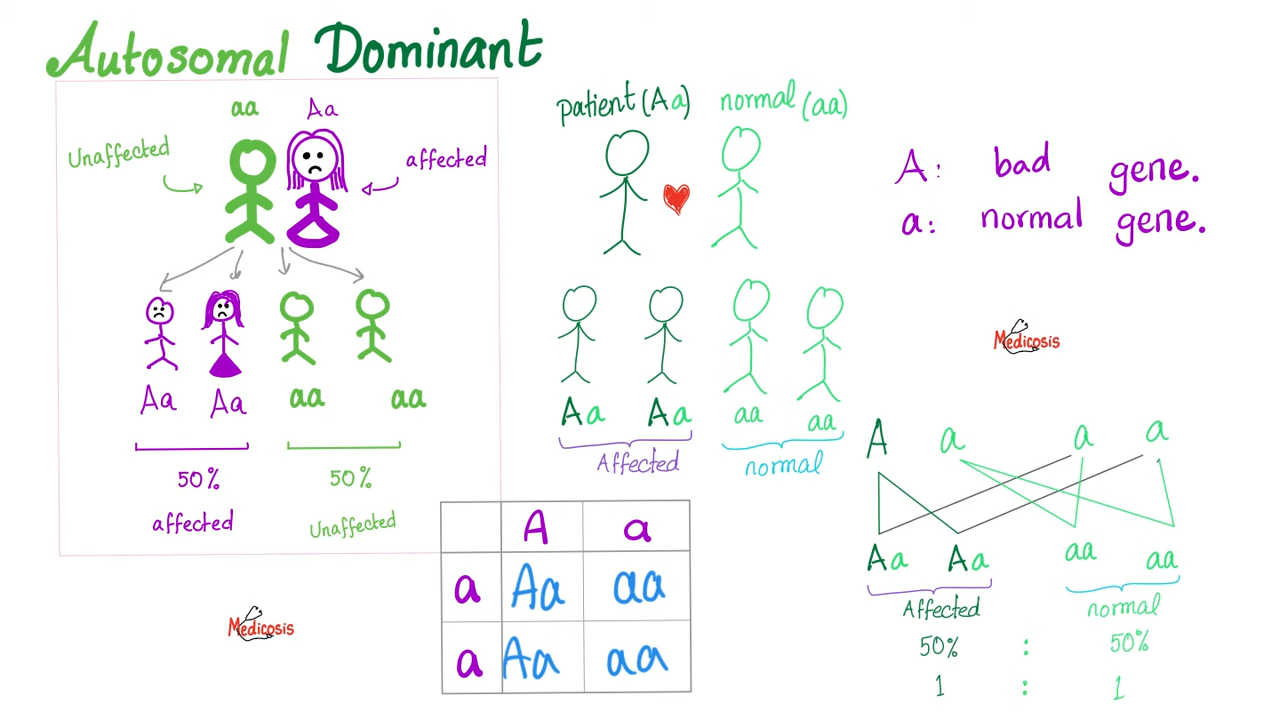 Autosomal Dominant
aa Aa
Unaffected
affected
Aa Aa aa aa
50% 50%
affected Unaffected
Medicosis
patient (Aa) normal (aa)
Aa Aa aa aa
Affected normal
A a
a Aa aa
a Aa aa
A: bad gene.
a: normal gene.
Medicosis
A a a a
Aa Aa aa aa
Affected normal
50% : 50%
1 : 1